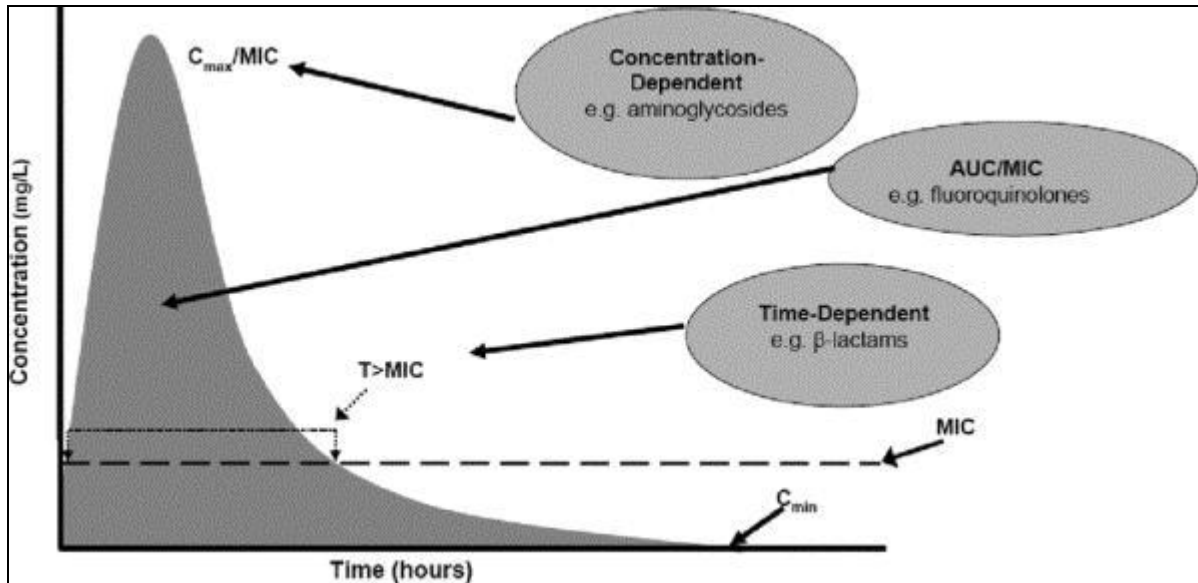 Cmax/MIC
Concentration-
Dependent
e.g. aminoglycosides
AUC/MIC
e.g. fluoroquinolones
Time-Dependent
e.g. β-lactams
T>MIC
MIC
Cmin
Concentration (mg/L)
Time (hours)